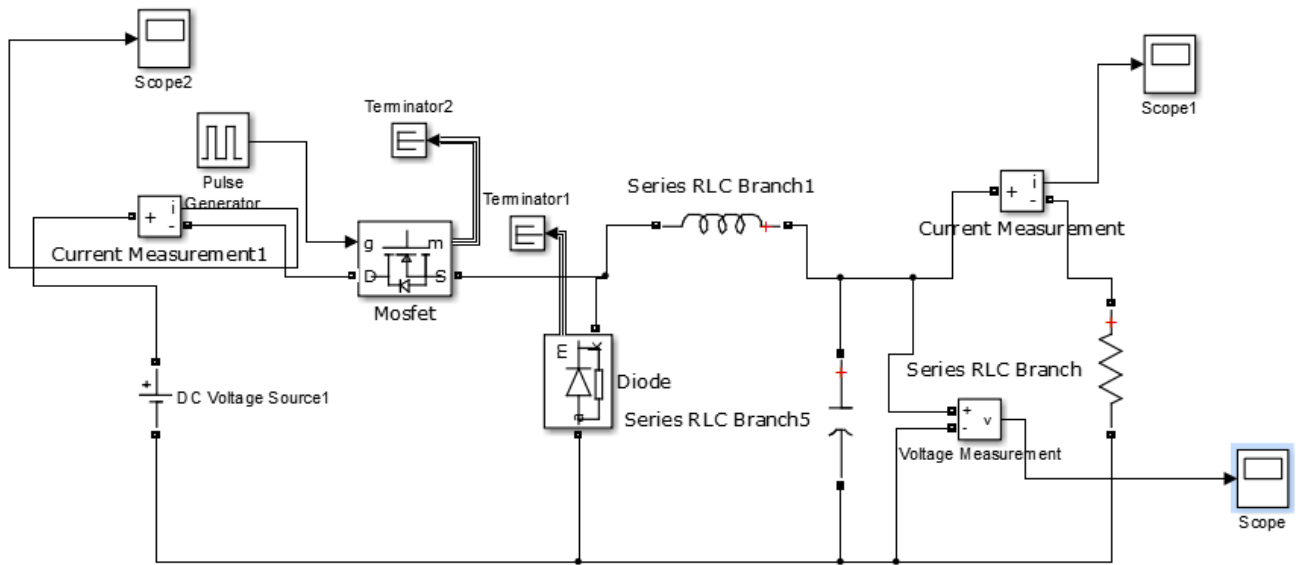 Scope2
Scope1
Terminator2
Pulse
Generator
Series RLC Branch1
Terminator1
+
i
-
Current Measurement1
+
i
-
Current Measurement
g
m
D
S
Mosfet
+
DC Voltage Source1
m
k
a
Diode
Series RLC Branch5
+
+
+
Series RLC Branch
+
-
v
Voltage Measurement
Scope